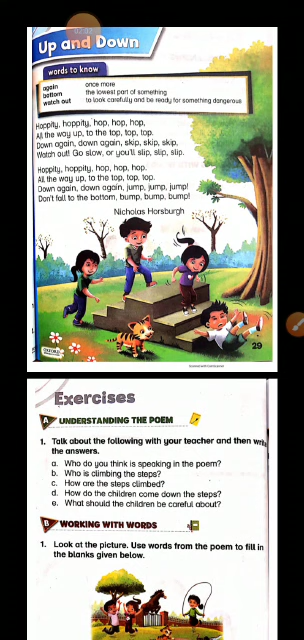 Up and Down
words to know
again once more
bottom the lowest part of something
watch out to look carefully and be ready for something dangerous
Hoppity, hoppity, hop, hop, hop,
All the way up, to the top, top, top.
Down again, down again, skip, skip, skip,
Watch out! Go slow, or you'll slip, slip, slip.
Hoppity, hoppity, hop, hop, hop.
All the way up, to the top, top, top.
Down again, down again, jump, jump, jump!
Don't fall to the bottom, bump, bump, bump!
Nicholas Horsburgh
OXFORD
29
Exercises
A UNDERSTANDING THE POEM
1. Talk about the following with your teacher and then write
the answers.
a. Who do you think is speaking in the poem?
b. Who is climbing the steps?
c. How are the steps climbed?
d. How do the children come down the steps?
e. What should the children be careful about?
B WORKING WITH WORDS
1. Look at the picture. Use words from the poem to fill in
the blanks given below.